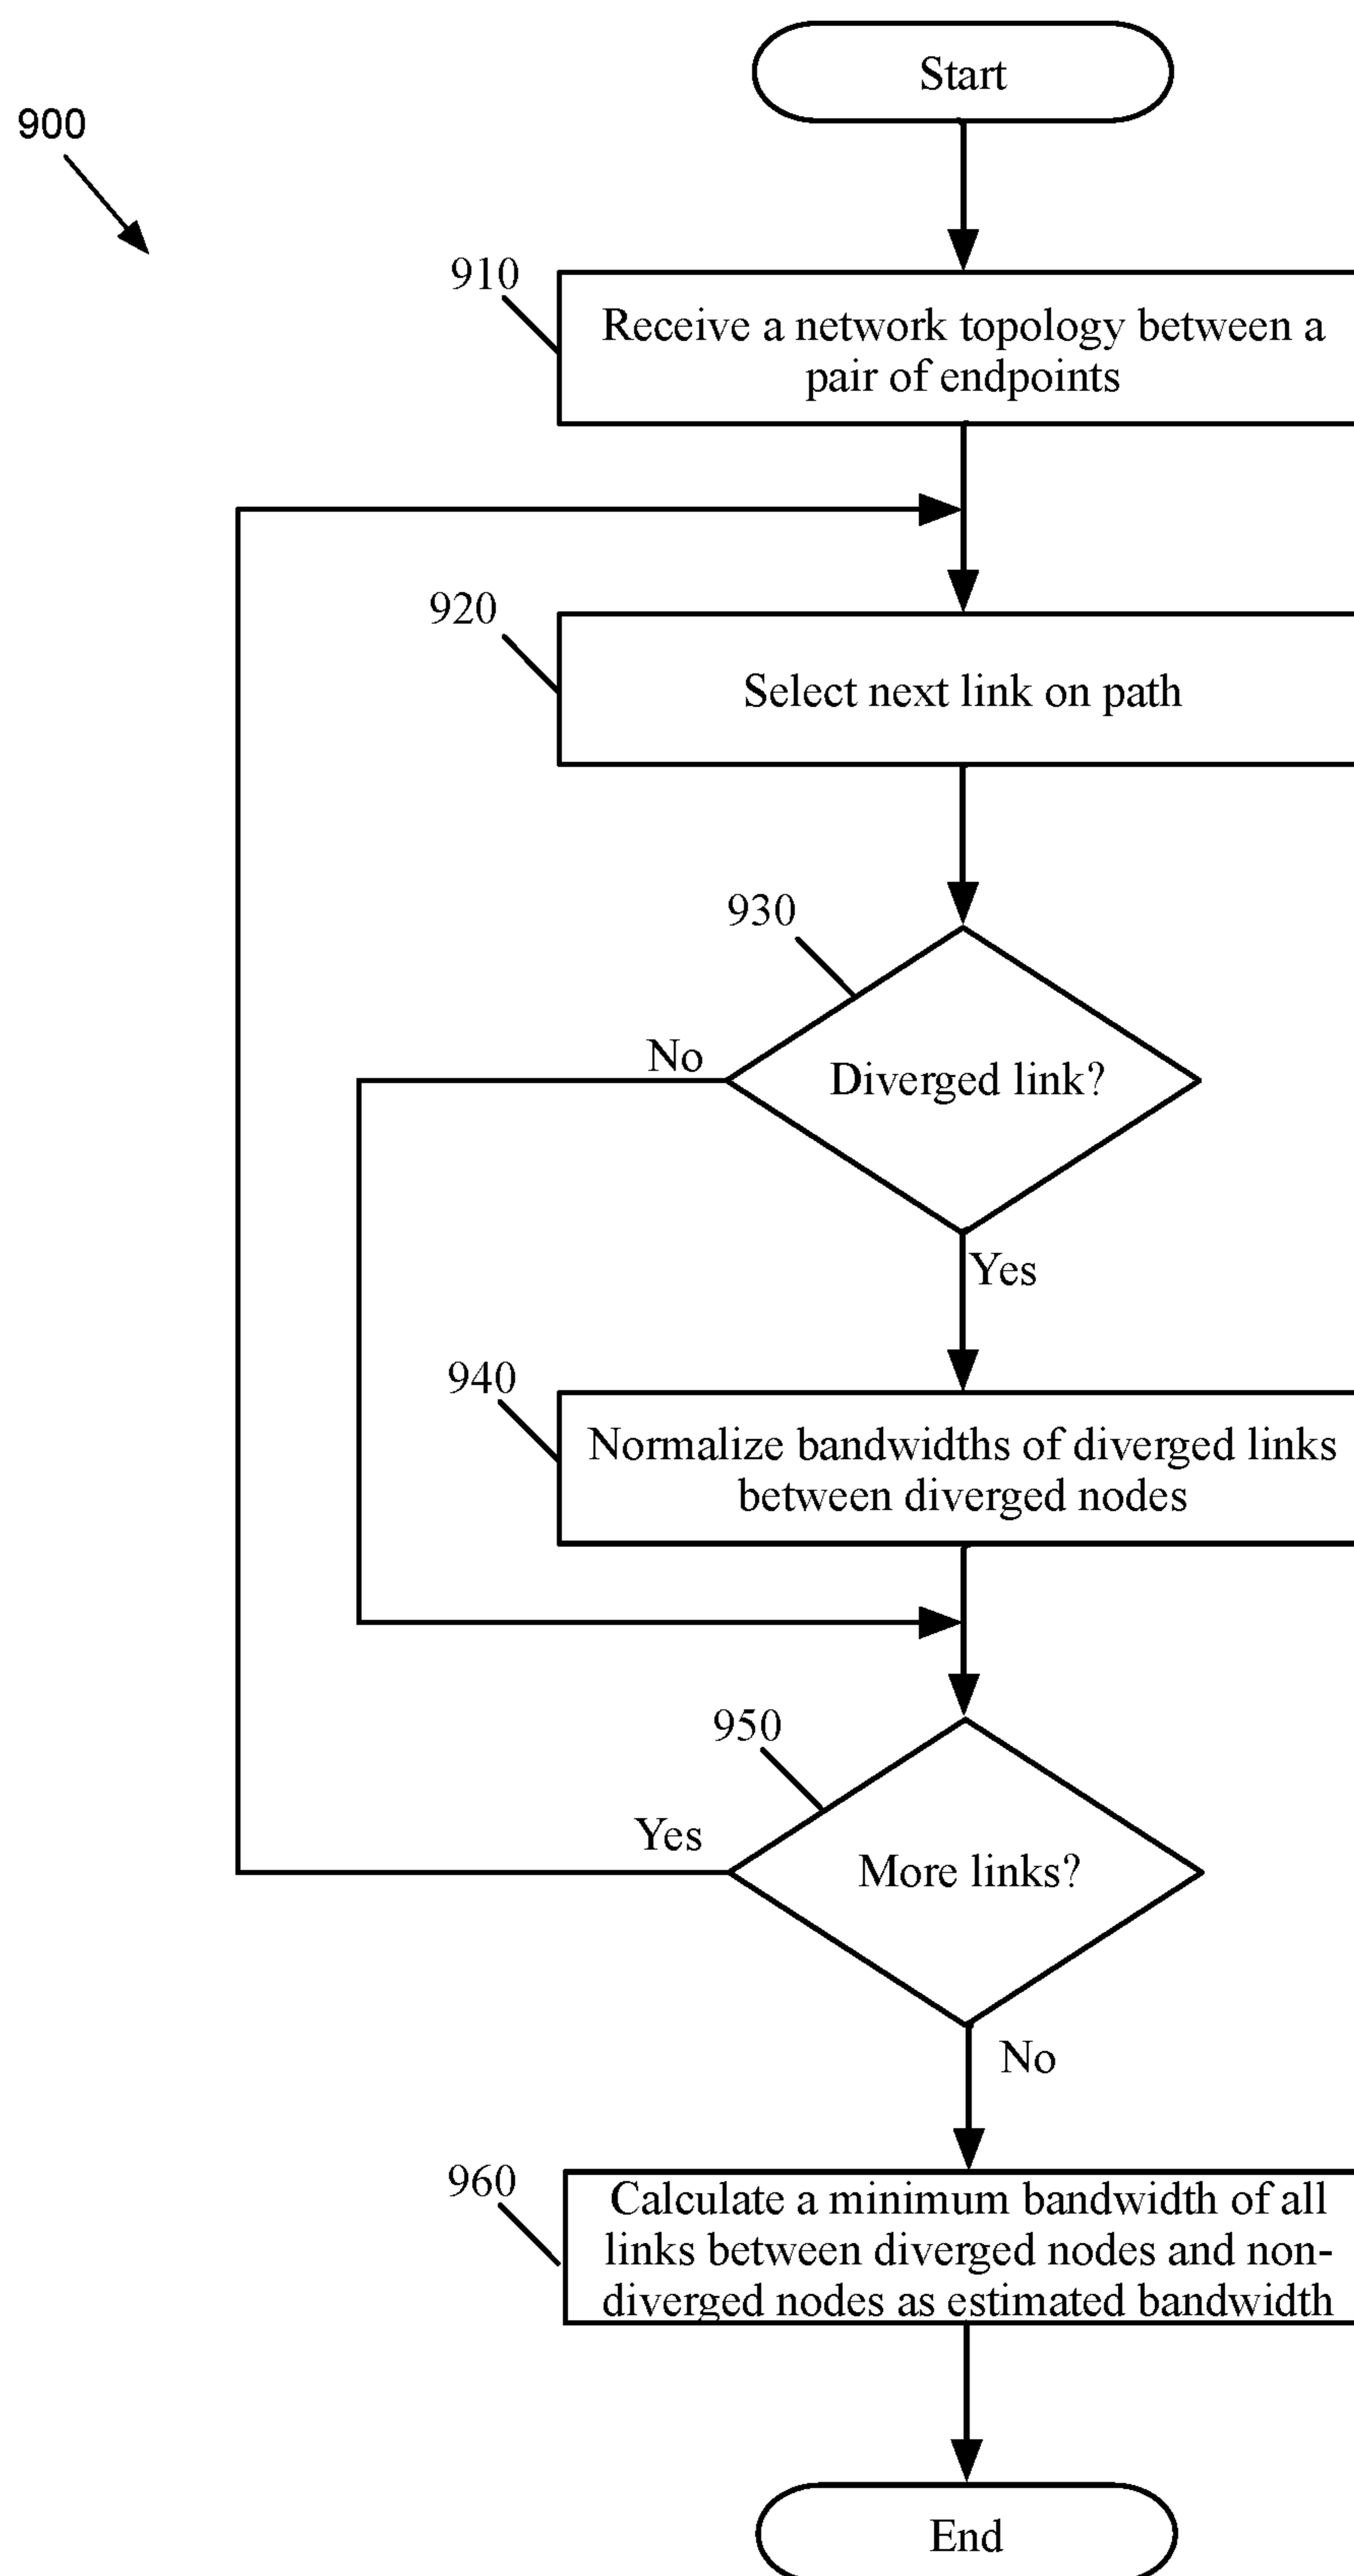 Start
900
910
Receive a network topology between a
pair of endpoints
920
Select next link on path
930
No
Diverged link?
Yes
940
Normalize bandwidths of diverged links
between diverged nodes
950
Yes
More links?
No
960
Calculate a minimum bandwidth of all
links between diverged nodes and non-
diverged nodes as estimated bandwidth
End